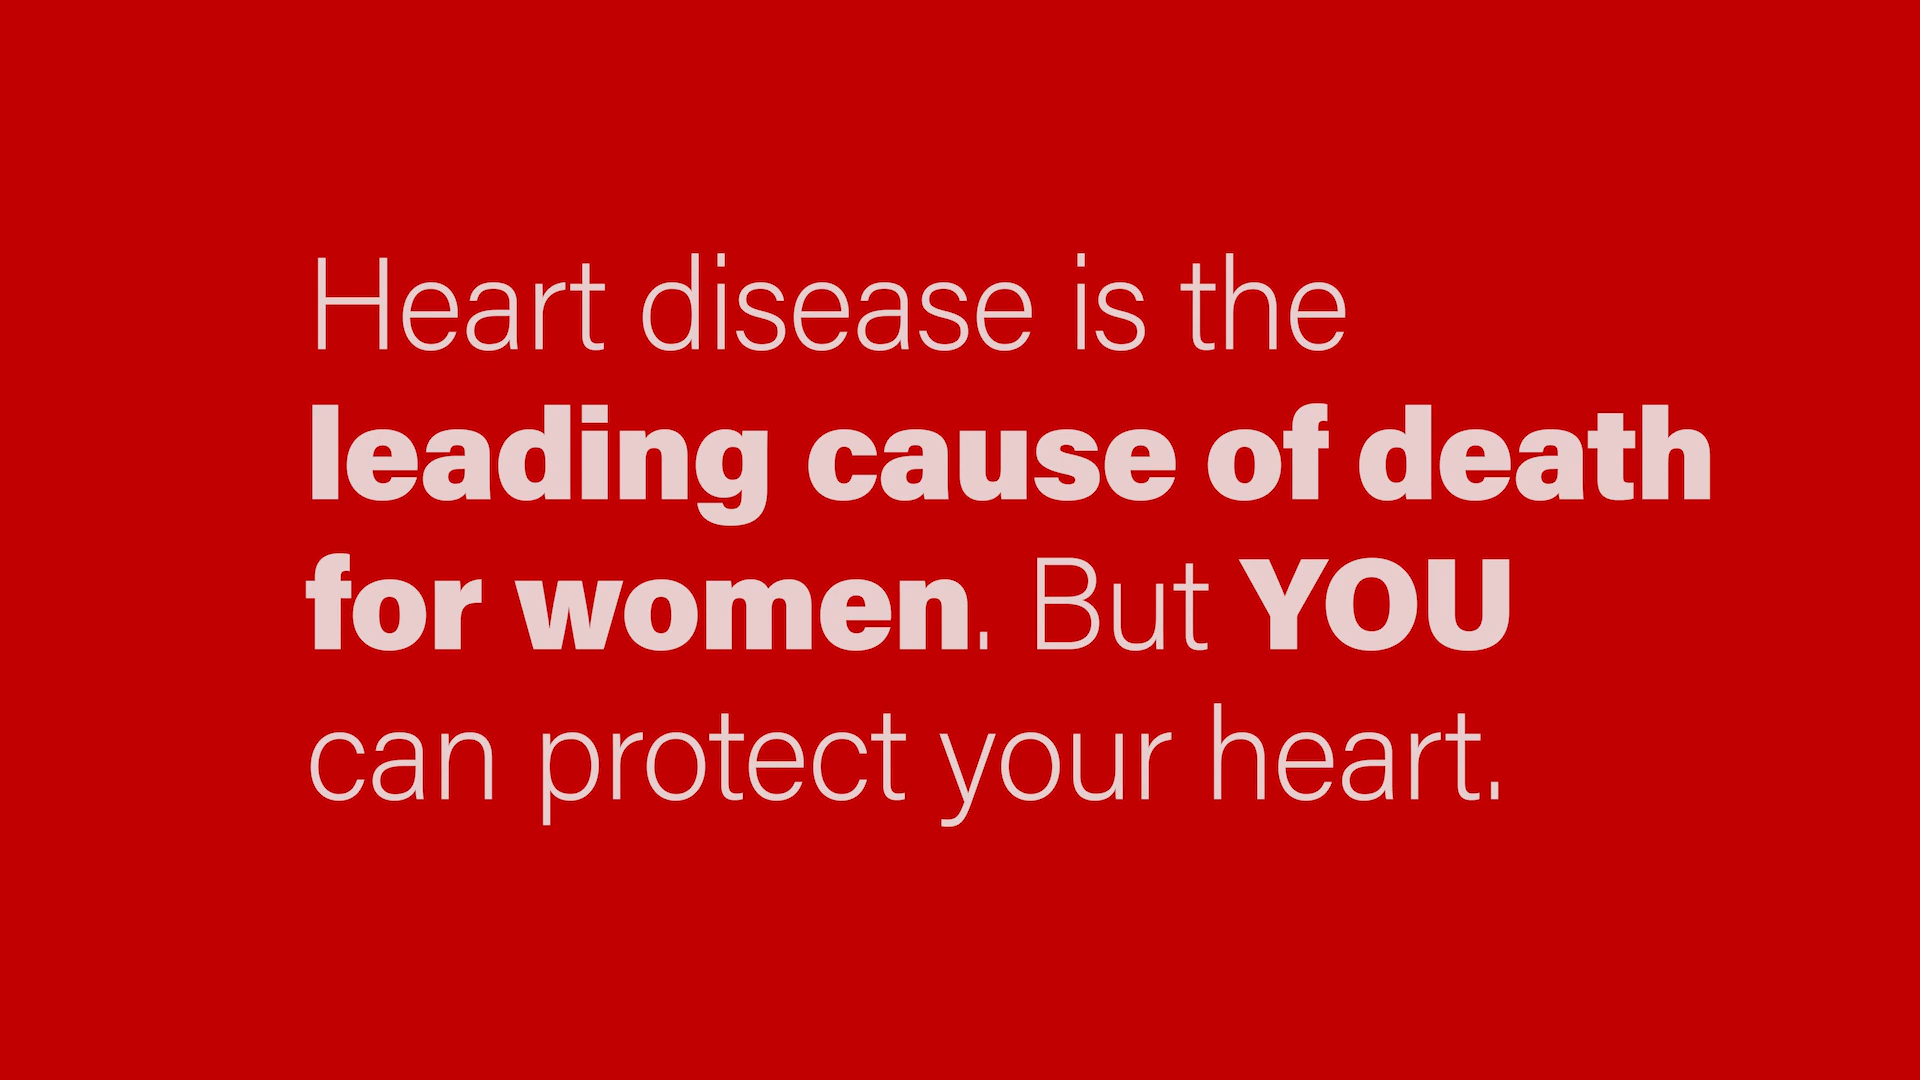 Heart disease is the
leading cause of death
for women. But YOU
can protect your heart.